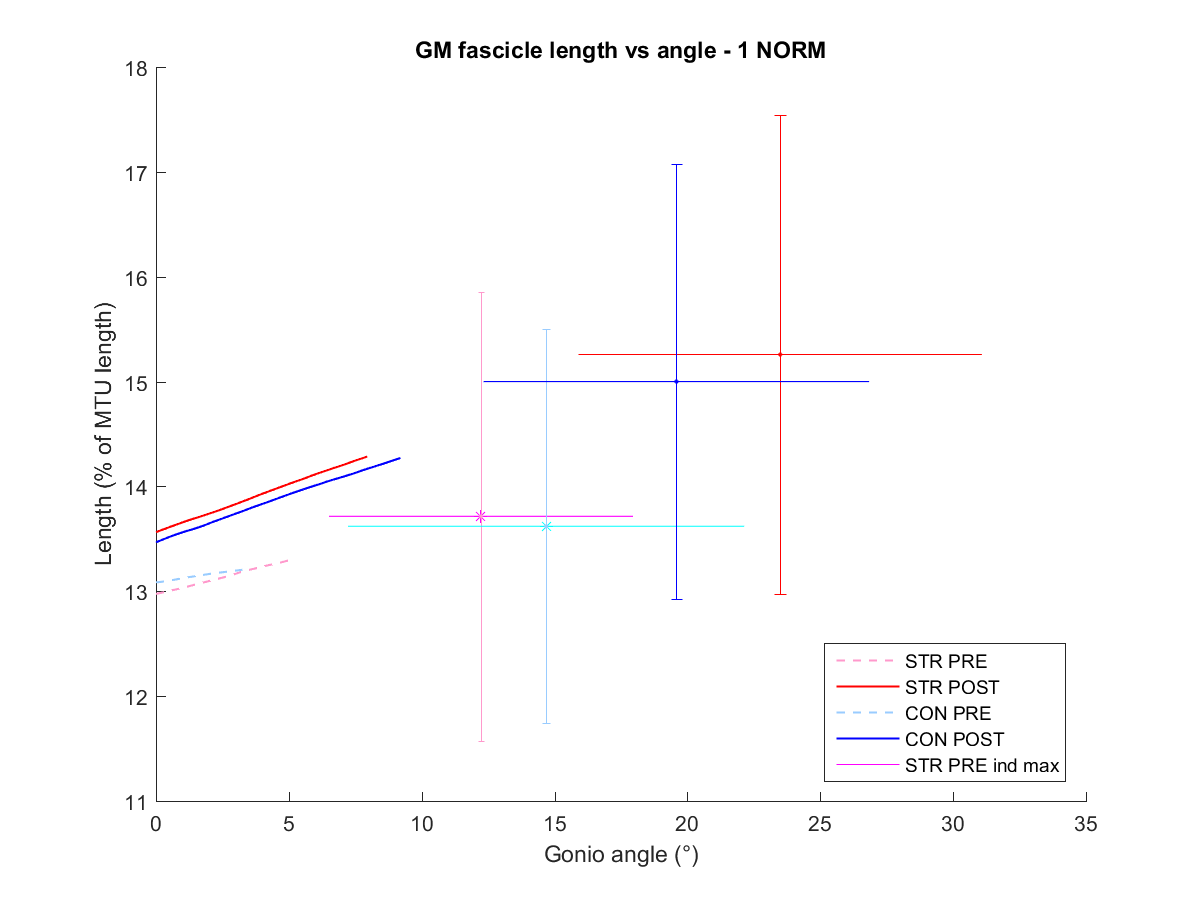 GM fascicle length vs angle - 1 NORM
Length (% of MTU length)
18
17
16
15
14
13
12
11
0 5 10 15 20 25 30 35
Gonio angle (°)
STR PRE
STR POST
CON PRE
CON POST
STR PRE ind max